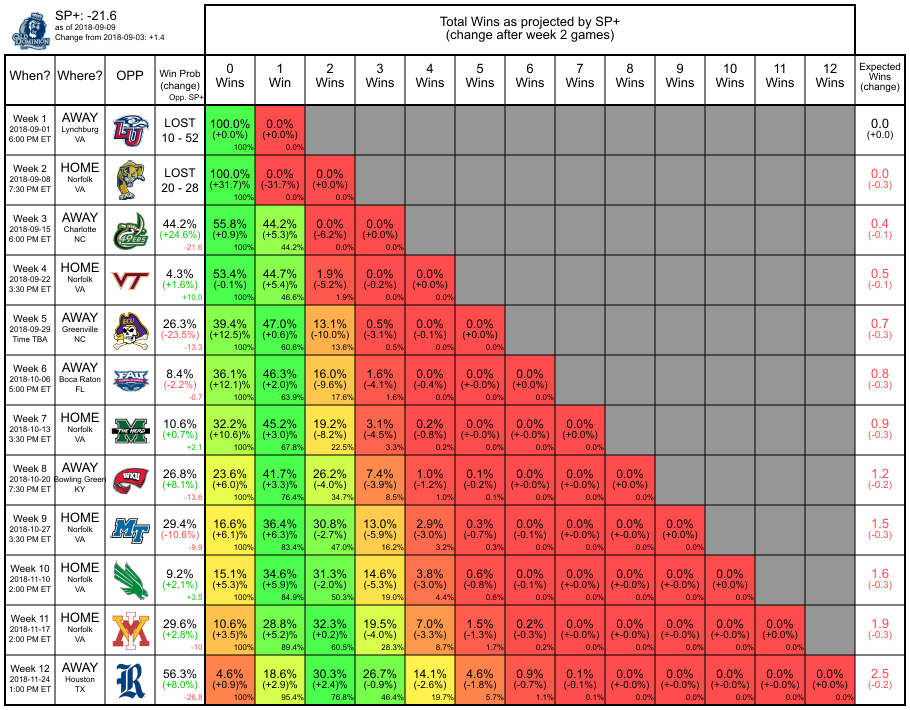 SP+: -21.6
as of 2018-09-09
Change from 2018-09-03: +1.4
OLD DOMINION
Total Wins as projected by SP+
(change after week 2 games)
When? Where? OPP Win Prob (change) Opp. SP+ 0 Wins 1 Win 2 Wins 3 Wins 4 Wins 5 Wins 6 Wins 7 Wins 8 Wins 9 Wins 10 Wins 11 Wins 12 Wins Expected Wins (change)
Week 1 AWAY LOST 100.0% 0.0% 0.0
2018-09-01 Lynchburg LU 10 - 52 (+0.0%) (+0.0%) (+0.0)
6:00 PM ET VA 100% 0.0%
Week 2 HOME LOST 100.0% 0.0% 0.0% 0.0
2018-09-08 Norfolk 20 - 28 (+31.7)% (-31.7% (+0.0%) (-0.3)
7:30 PM ET VA 100% 0.0% 0.0%
Week 3 AWAY 44.2% 55.8% 44.2% 0.0% 0.0% 0.4
2018-09-15 Charlotte 49ERS (+24.6%) (+0.9)% (+5.3)% (-6.2% (+0.0%) (-0.1)
6:00 PM ET NC -21.6 100% 44.2% 0.0% 0.0%
Week 4 HOME 4.3% 53.4% 44.7% 1.9% 0.0% 0.0% 0.5
2018-09-22 Norfolk VT (+1.6%) (-0.1% (+5.4)% (-5.2% (-0.2% (+0.0%) (-0.1)
3:30 PM ET VA +10.0 100% 46.6% 1.9% 0.0% 0.0%
Week 5 AWAY 26.3% 39.4% 47.0% 13.1% 0.5% 0.0% 0.0% 0.7
2018-09-29 Greenville ECU (-23.5%) (+12.5)% (+0.6)% (-10.0% (-3.1%) (-0.1%) (+0.0%) (-0.3)
Time TBA NC -13.3 100% 60.6% 13.6% 0.5% 0.0% 0.0%
Week 6 AWAY 8.4% 36.1% 46.3% 16.0% 1.6% 0.0% 0.0% 0.0% 0.8
2018-10-06 Boca Raton FAU (-2.2%) (+12.1)% (+2.0)% (-9.6%) (-4.1%) (-0.4%) (+-0.0%) (+0.0%) (-0.3)
5:00 PM ET FL -0.7 100% 63.9% 17.6% 1.6% 0.0% 0.0% 0.0%
Week 7 HOME 10.6% 32.2% 45.2% 19.2% 3.1% 0.2% 0.0% 0.0% 0.0% 0.9
2018-10-13 Norfolk M THE HERD (+0.7%) (+10.6)% (+3.0)% (-8.2%) (-4.5%) (-0.8%) (+-0.0%) (+-0.0%) (+0.0%) (-0.3)
3:30 PM ET VA +2.1 100% 67.8% 22.5% 3.3% 0.2% 0.0% 0.0% 0.0%
Week 8 AWAY 26.8% 23.6% 41.7% 26.2% 7.4% 1.0% 0.1% 0.0% 0.0% 0.0% 1.2
2018-10-20 Bowling Green WKU (+8.1%) (+6.0)% (+3.3)% (-4.0%) (-3.9%) (-1.2%) (-0.2%) (+-0.0%) (+-0.0%) (+0.0%) (-0.2)
7:30 PM ET KY -13.6 100% 76.4% 34.7% 8.5% 1.0% 0.1% 0.0% 0.0% 0.0%
Week 9 HOME 29.4% 16.6% 36.4% 30.8% 13.0% 2.9% 0.3% 0.0% 0.0% 0.0% 0.0% 1.5
2018-10-27 Norfolk MT (-10.6%) (+6.1)% (+6.3)% (-2.7%) (-5.9%) (-3.0%) (-0.7%) (-0.1%) (+-0.0%) (+-0.0%) (+0.0%) (-0.3)
3:30 PM ET VA -9.9 100% 83.4% 47.0% 16.2% 3.2% 0.3% 0.0% 0.0% 0.0% 0.0%
Week 10 HOME 9.2% 15.1% 34.6% 31.3% 14.6% 3.8% 0.6% 0.0% 0.0% 0.0% 0.0% 0.0% 1.6
2018-11-10 Norfolk (+2.1%) (+5.3)% (+5.9)% (-2.0%) (-5.3%) (-3.0%) (-0.8%) (-0.1%) (+-0.0%) (+-0.0%) (+-0.0%) (+0.0%) (-0.3)
2:00 PM ET VA +3.5 100% 84.9% 50.3% 19.0% 4.4% 0.6% 0.0% 0.0% 0.0% 0.0% 0.0%
Week 11 HOME 29.6% 10.6% 28.8% 32.3% 19.5% 7.0% 1.5% 0.2% 0.0% 0.0% 0.0% 0.0% 0.0% 1.9
2018-11-17 Norfolk VMI (+2.8%) (+3.5)% (+5.2)% (+0.2)% (-4.0%) (-3.3%) (-1.3%) (-0.3%) (-0.0%) (+-0.0%) (+-0.0%) (+-0.0%) (+0.0%) (-0.3)
2:00 PM ET VA -10 100% 89.4% 60.5% 28.3% 8.7% 1.7% 0.2% 0.0% 0.0% 0.0% 0.0% 0.0%
Week 12 AWAY 56.3% 4.6% 18.6% 30.3% 26.7% 14.1% 4.6% 0.9% 0.1% 0.0% 0.0% 0.0% 0.0% 0.0% 2.5
2018-11-24 Houston R (+8.0%) (+0.9)% (+2.9)% (+2.4)% (-0.9%) (-2.6%) (-1.8%) (-0.7%) (-0.1%) (+-0.0%) (+-0.0%) (+-0.0%) (+-0.0%) (+0.0%) (-0.2)
1:00 PM ET TX -26.8 100% 95.4% 76.8% 46.4% 19.7% 5.7% 1.1% 0.1% 0.0% 0.0% 0.0% 0.0% 0.0%